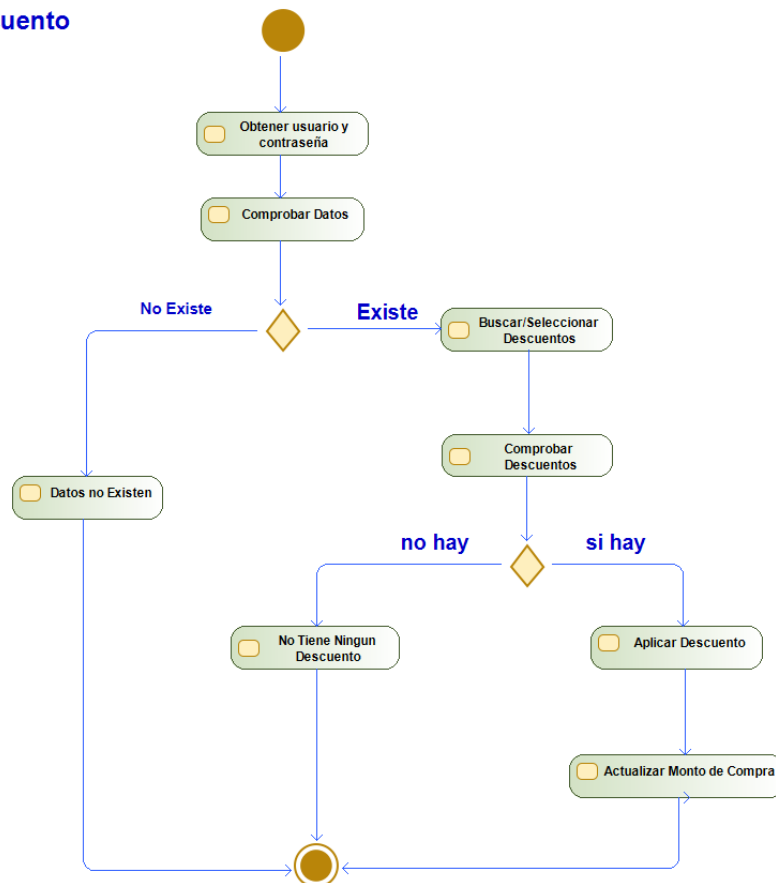 uento
Obtener usuario y
contraseña
Comprobar Datos
No Existe
Existe
Buscar/Seleccionar
Descuentos
Comprobar
Descuentos
Datos no Existen
no hay
si hay
No Tiene Ningun
Descuento
Aplicar Descuento
Actualizar Monto de Compra